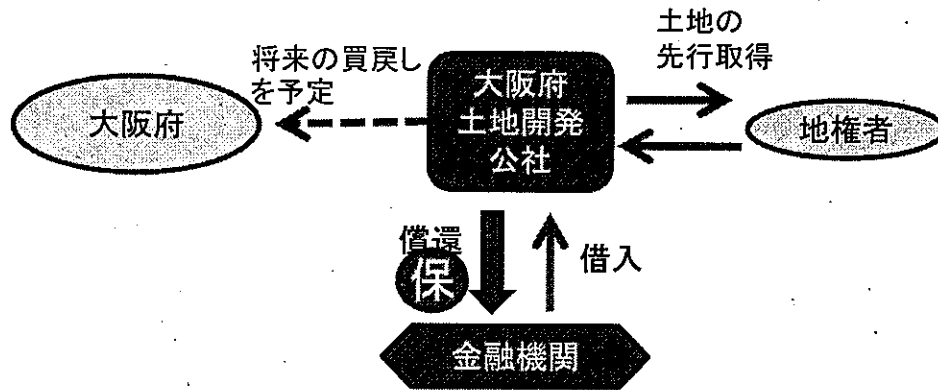 土地の
先行取得
将来の買戻し
を予定
大阪府
大阪府
土地開発
公社
地権者
償還
保
借入
金融機関